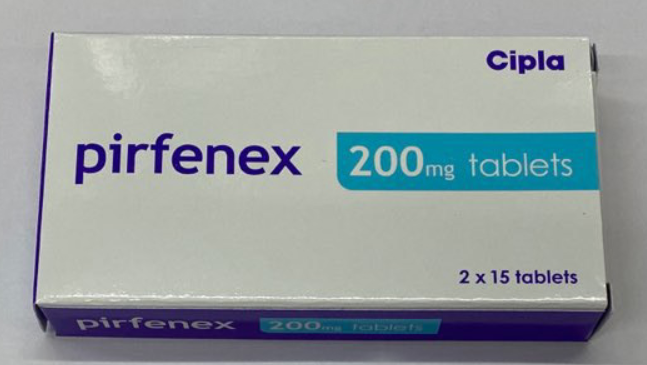 Cipla
pirfenex 200mg tablets
2 x 15 tablets
pirfenex 200mg tablets